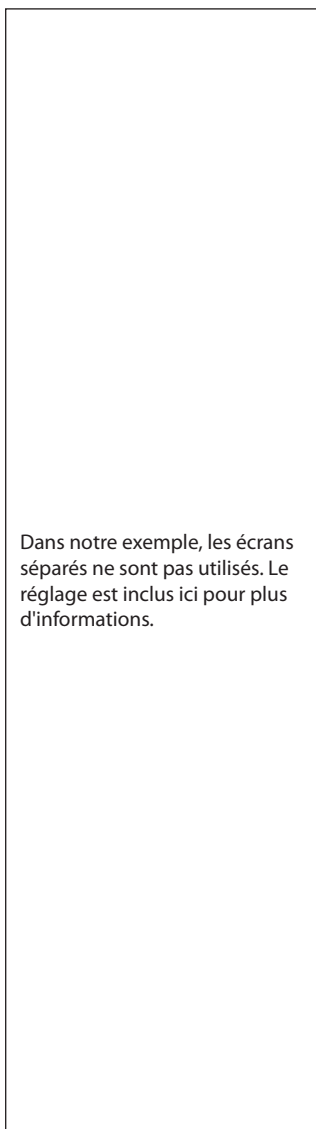 Dans notre exemple, les écrans
séparés ne sont pas utilisés. Le
réglage est inclus ici pour plus
d'informations.